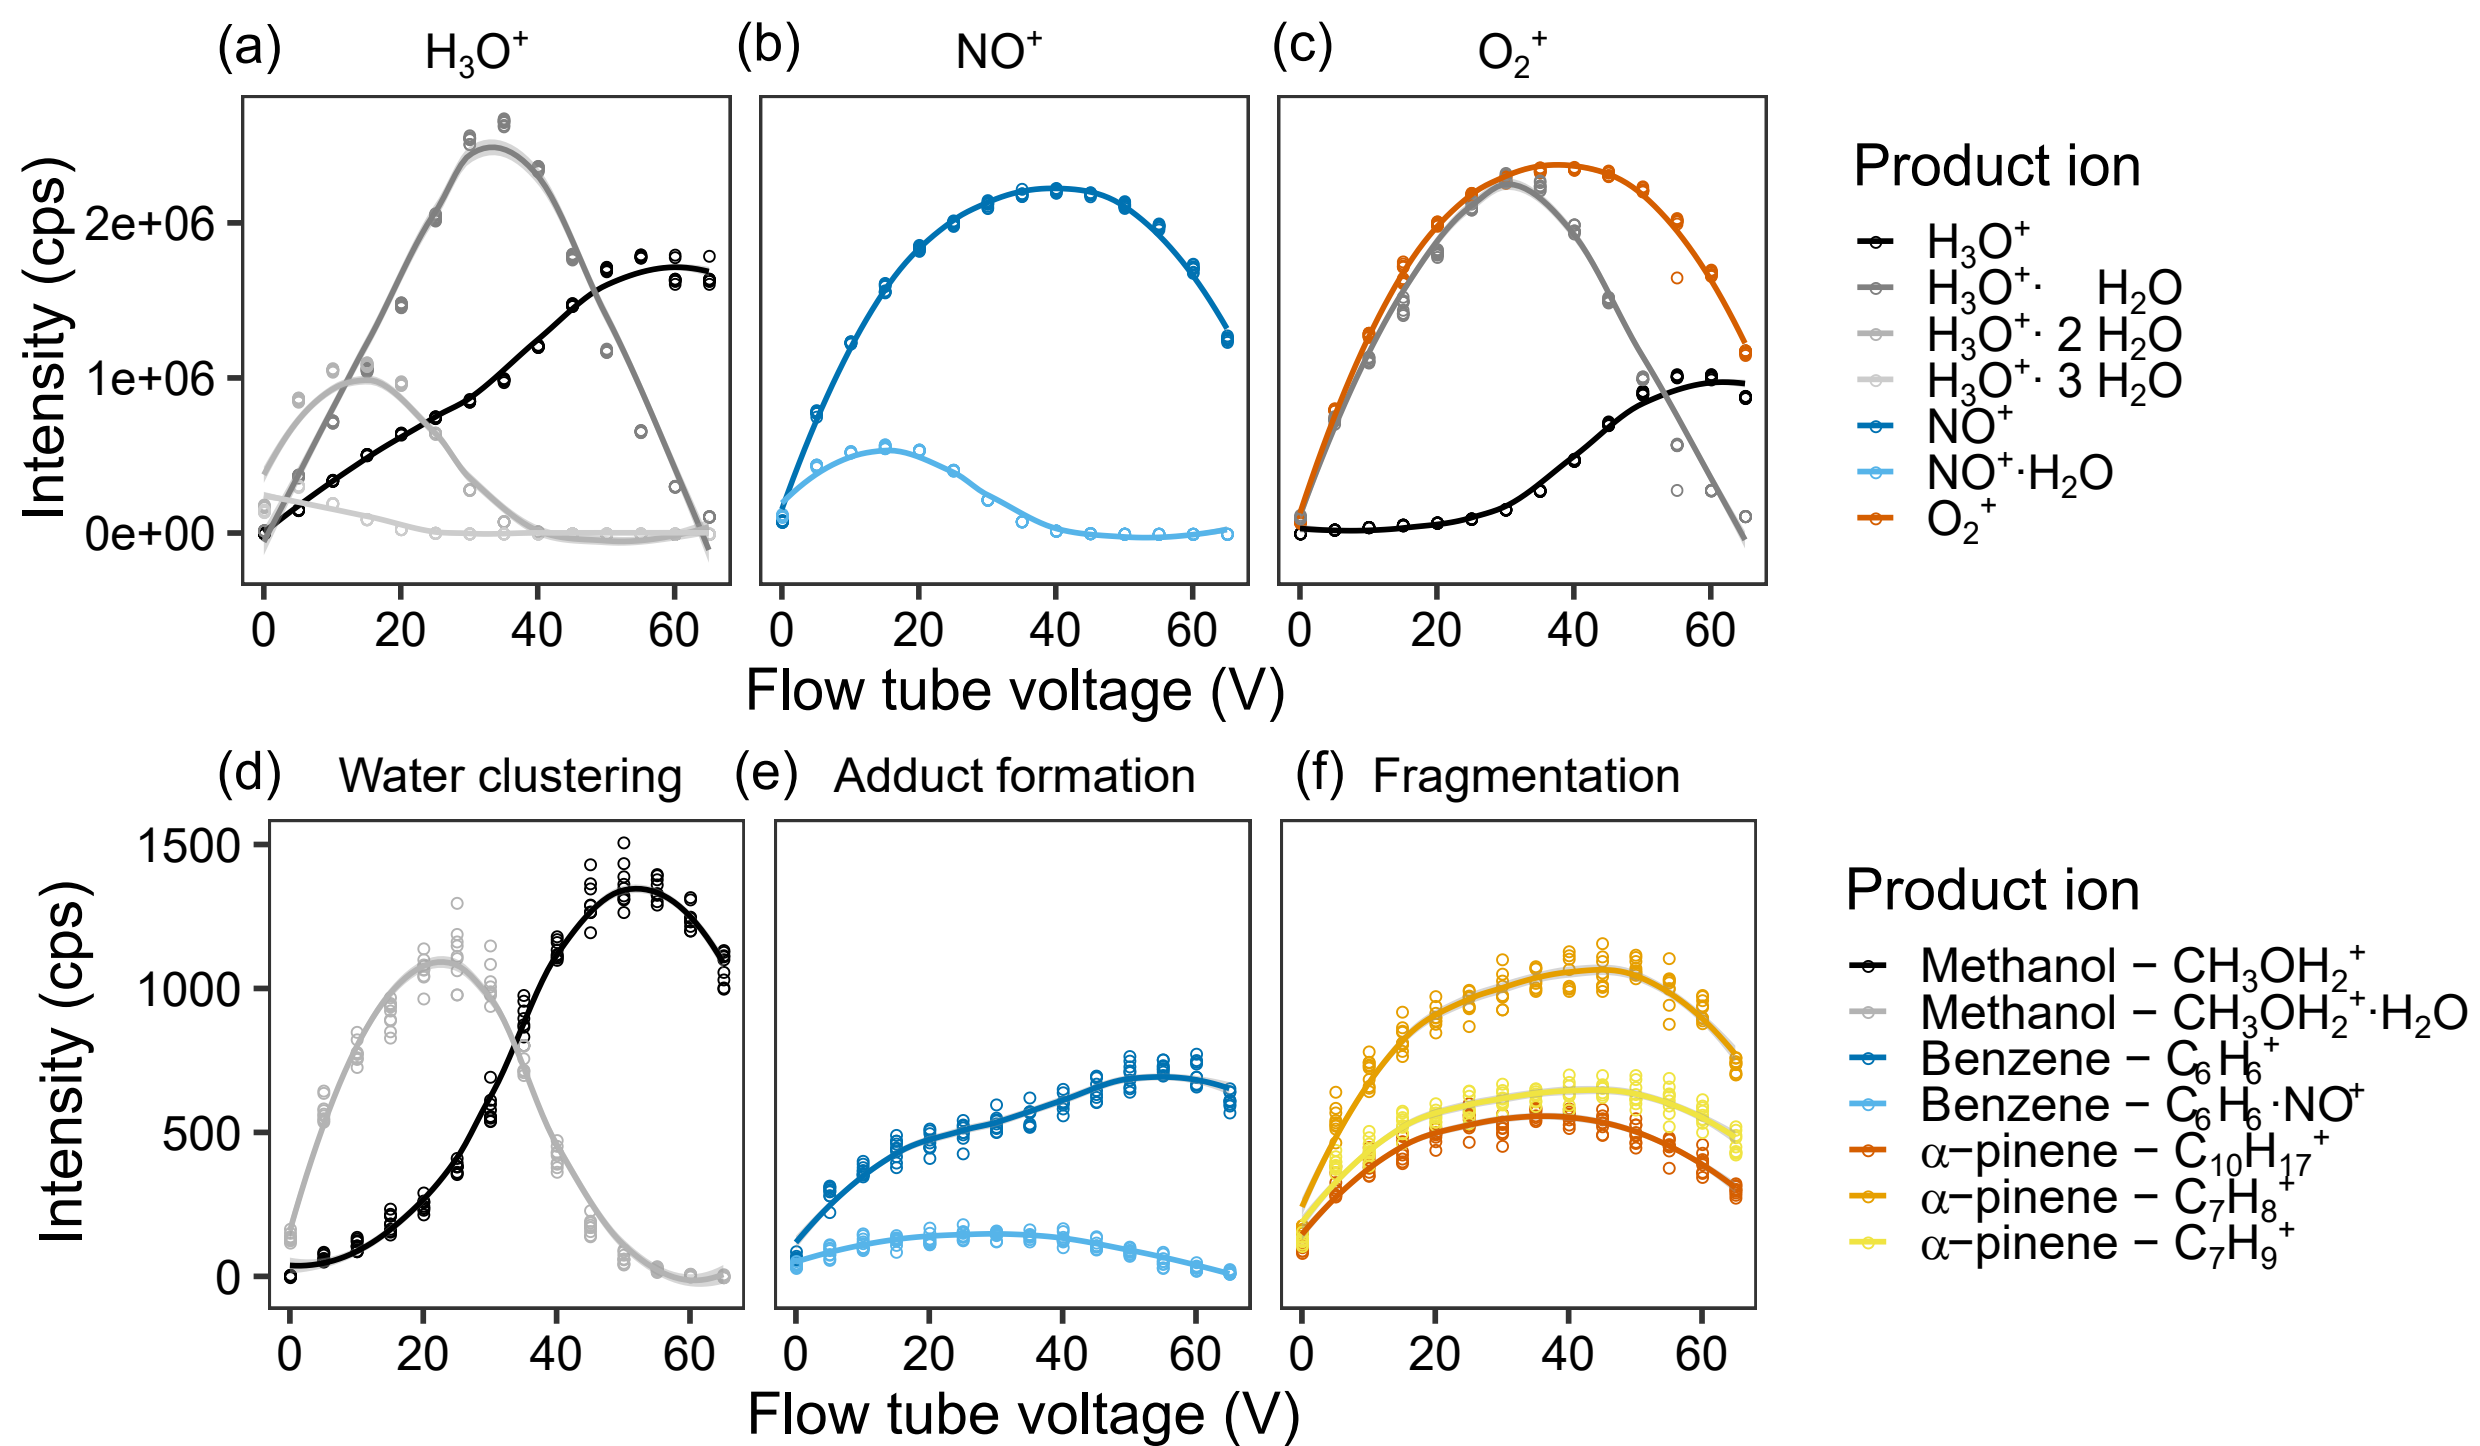 (a) H₃O⁺ (b) NO⁺ (c) O₂⁺
Intensity (cps)
2e+06
1e+06
0e+00
0 20 40 60 0 20 40 60 0 20 40 60
Flow tube voltage (V)
Product ion
H₃O⁺
H₃O⁺· H₂O
H₃O⁺· 2 H₂O
H₃O⁺· 3 H₂O
NO⁺
NO⁺·H₂O
O₂⁺
(d) Water clustering (e) Adduct formation (f) Fragmentation
Intensity (cps)
1500
1000
500
0
0 20 40 60 0 20 40 60 0 20 40 60
Flow tube voltage (V)
Product ion
Methanol − CH₃OH₂⁺
Methanol − CH₃OH₂⁺·H₂O
Benzene − C₆H₆⁺
Benzene − C₆H₆·NO⁺
α−pinene − C₁₀H₁₇⁺
α−pinene − C₇H₈⁺
α−pinene − C₇H₉⁺